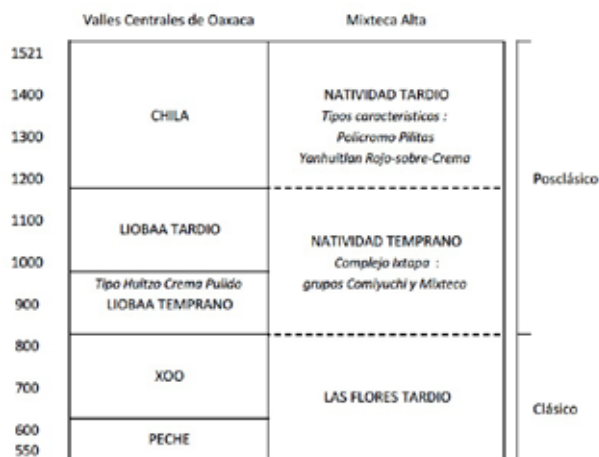 Valles Centrales de Oaxaca
Mixteca Alta
1521
1400
1300
1200
1100
1000
900
800
700
600
550
CHILA
LIOBAA TARDIO
Tipo Huitzo Crema Pulido
LIOBAA TEMPRANO
XOO
PECHE
NATIVIDAD TARDIO
Tipos característicos :
Policromo Pilitas
Yanhuitlan Rojo-sobre-Crema
NATIVIDAD TEMPRANO
Complejo Ixtapa :
grupos Comiyuchi y Mixteco
LAS FLORES TARDIO
Posclásico
Clásico